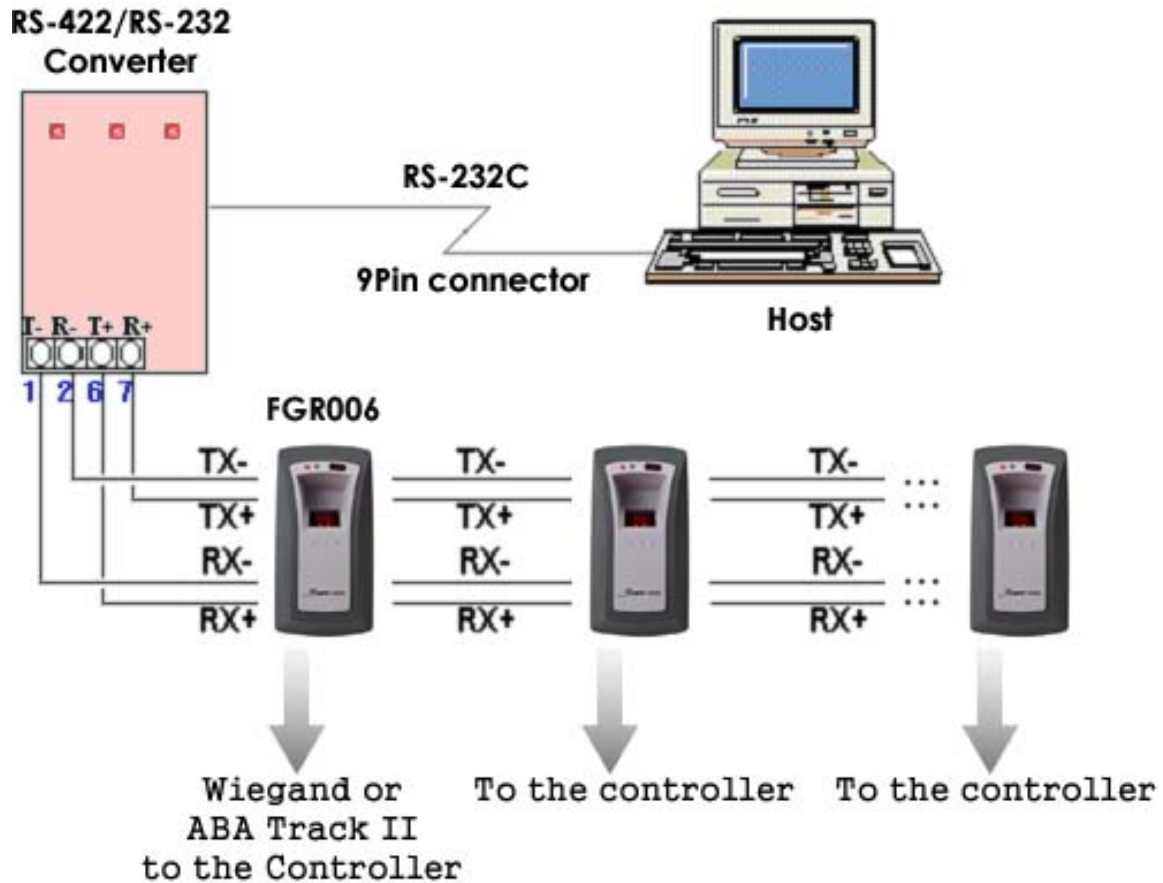 RS-422/RS-232
Converter
RS-232C
9Pin connector
Host
T- R- T+ R+
1 2 6 7
FGR006
TX- TX- TX-
TX+ TX+ TX+
RX- RX- RX-
RX+ RX+ RX+
Wiegand or
ABA Track II
to the Controller
To the controller
To the controller